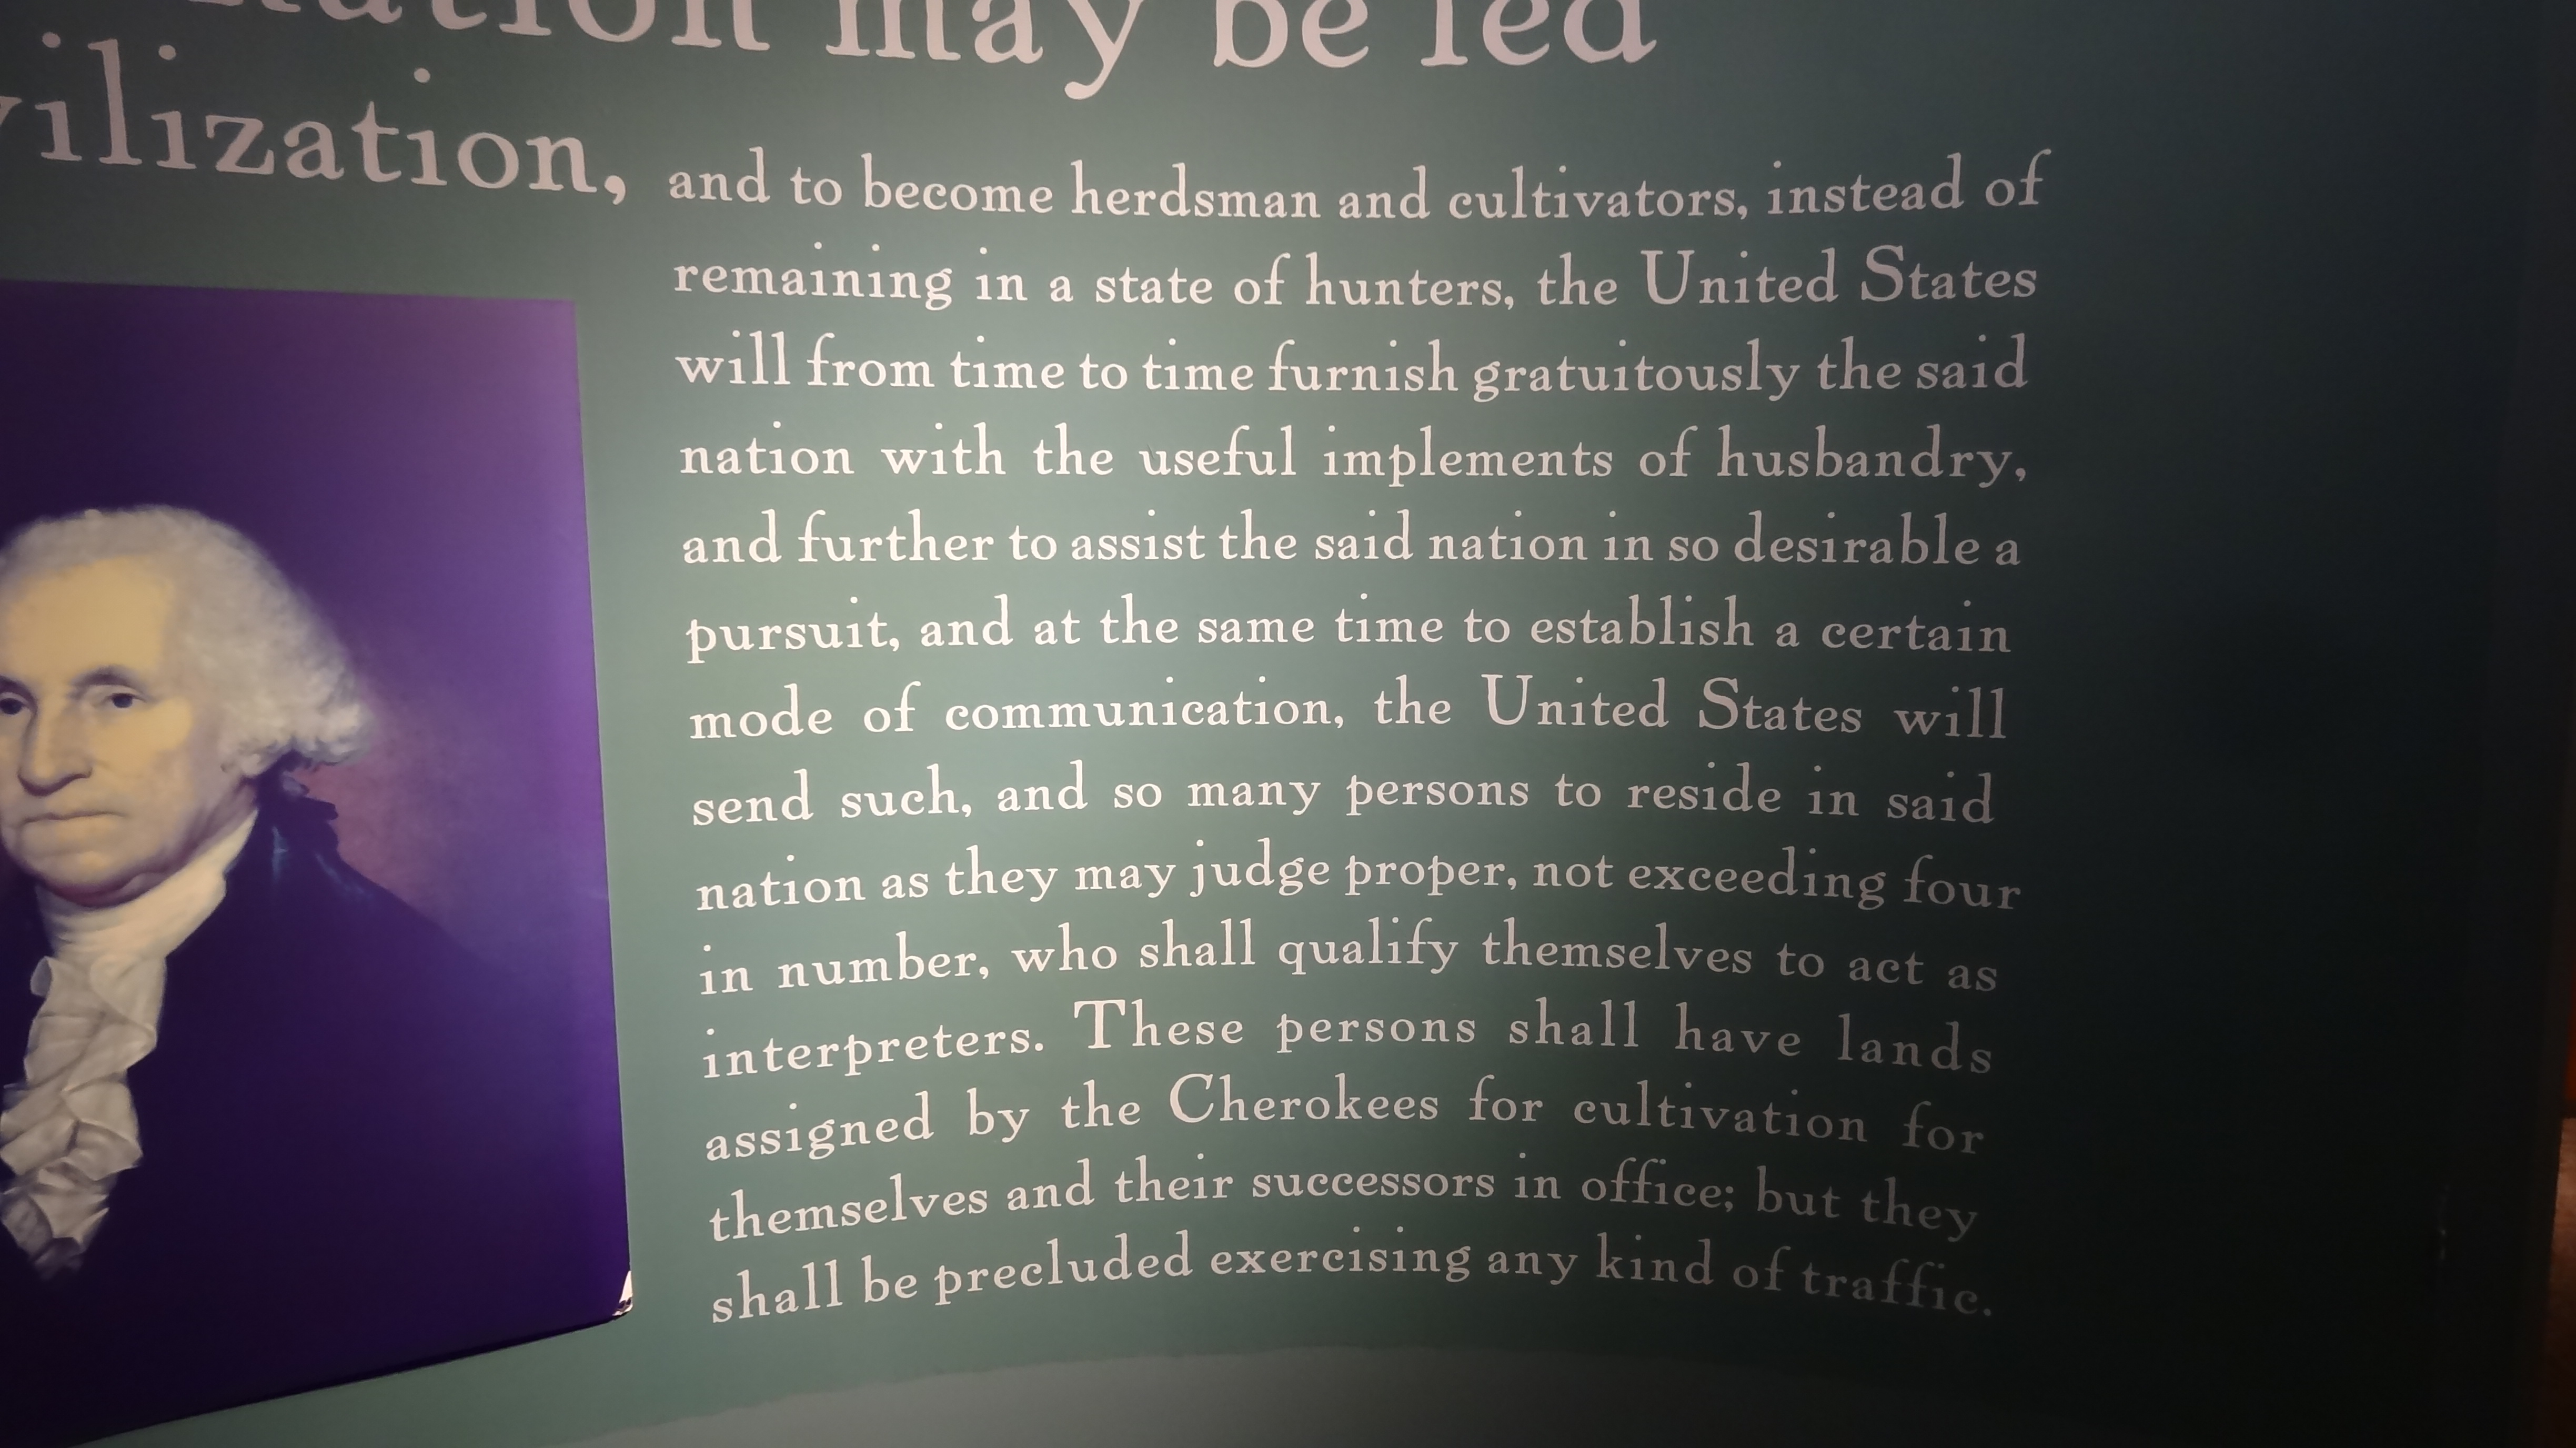 may be led
and to become herdsman and cultivators, instead of
remaining in a state of hunters, the United States
will from time to time furnish gratuitously the said
nation with the useful implements of husbandry,
and further to assist the said nation in so desirable a
pursuit, and at the same time to establish a certain
mode of communication, the United States will
send such, and so many persons to reside in said
nation as they may judge proper, not exceeding four
in number, who shall qualify themselves to act as
interpreters. These persons shall have lands
assigned by the Cherokees for cultivation for
themselves and their successors in office; but they
shall be precluded exercising any kind of traffic.